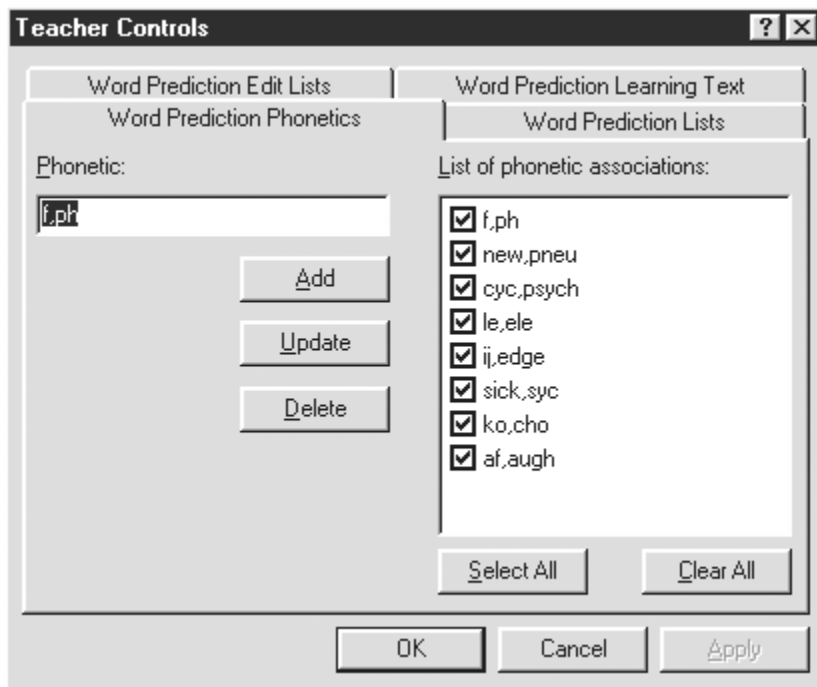 Teacher Controls
Word Prediction Edit Lists
Word Prediction Learning Text
Word Prediction Phonetics
Word Prediction Lists
Phonetic:
f,ph
Add
Update
Delete
List of phonetic associations:
f,ph
new,pneu
cyc,psych
le,ele
ij,edge
sick,syc
ko,cho
af,augh
Select All
Clear All
OK
Cancel
Apply